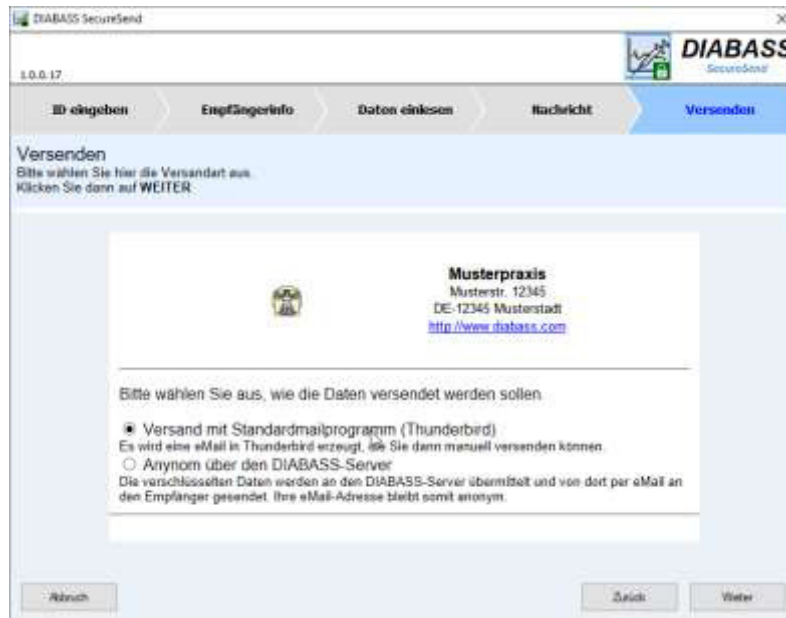 DIABASS SecureSend
1.0.0.17
DIABASS
SecureSend
ID eingeben
Empfängerinfo
Daten einlesen
Nachricht
Versenden
Versenden
Bitte wählen Sie hier die Versandart aus.
Klicken Sie dann auf WEITER
Musterpraxis
Musterstr. 12345
DE-12345 Musterstadt
http://www.diabass.com
Bitte wählen Sie aus, wie die Daten versendet werden sollen
Versand mit Standardmailprogramm (Thunderbird)
Es wird eine eMail in Thunderbird erzeugt, die Sie dann manuell versenden können.
Anynom über den DIABASS-Server
Die verschlüsselten Daten werden an den DIABASS-Server übermittelt und von dort per eMail an
den Empfänger gesendet. Ihre eMail-Adresse bleibt somit anonym.
Abbruch
Zurück
Weiter